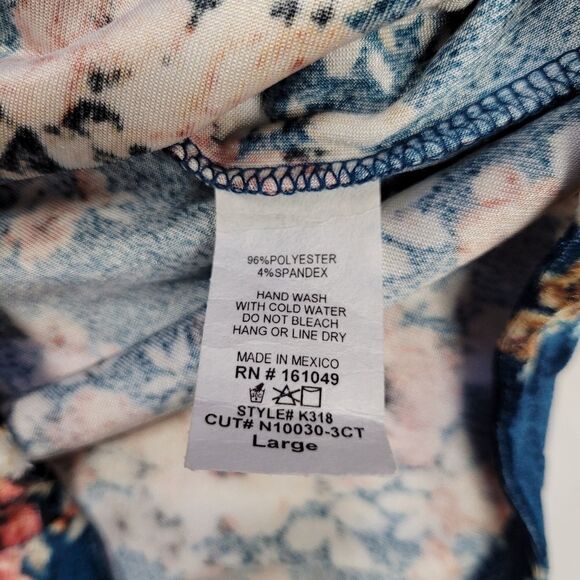 96%POLYESTER
4%SPANDEX
HAND WASH
WITH COLD WATER
DO NOT BLEACH
HANG OR LINE DRY
MADE IN MEXICO
RN # 161049
STYLE# K318
CUT# N10030-3CT
Large